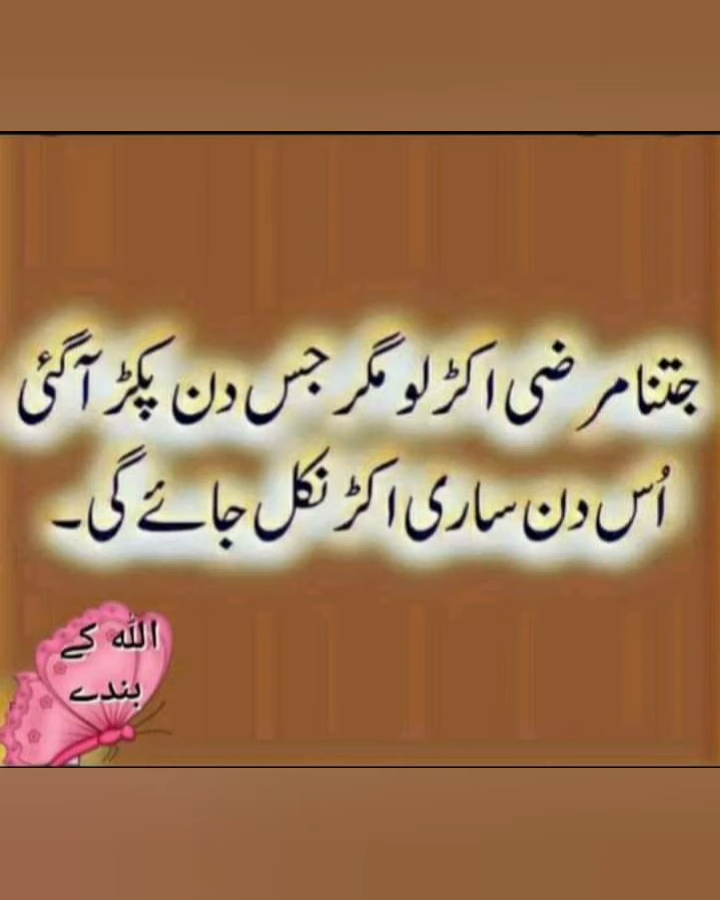 جتنا مرضی اکڑ لو مگر جس دن پکڑ آگئی
اُس دن ساری اکڑ نکل جائے گی۔
اللہ کے
بندے